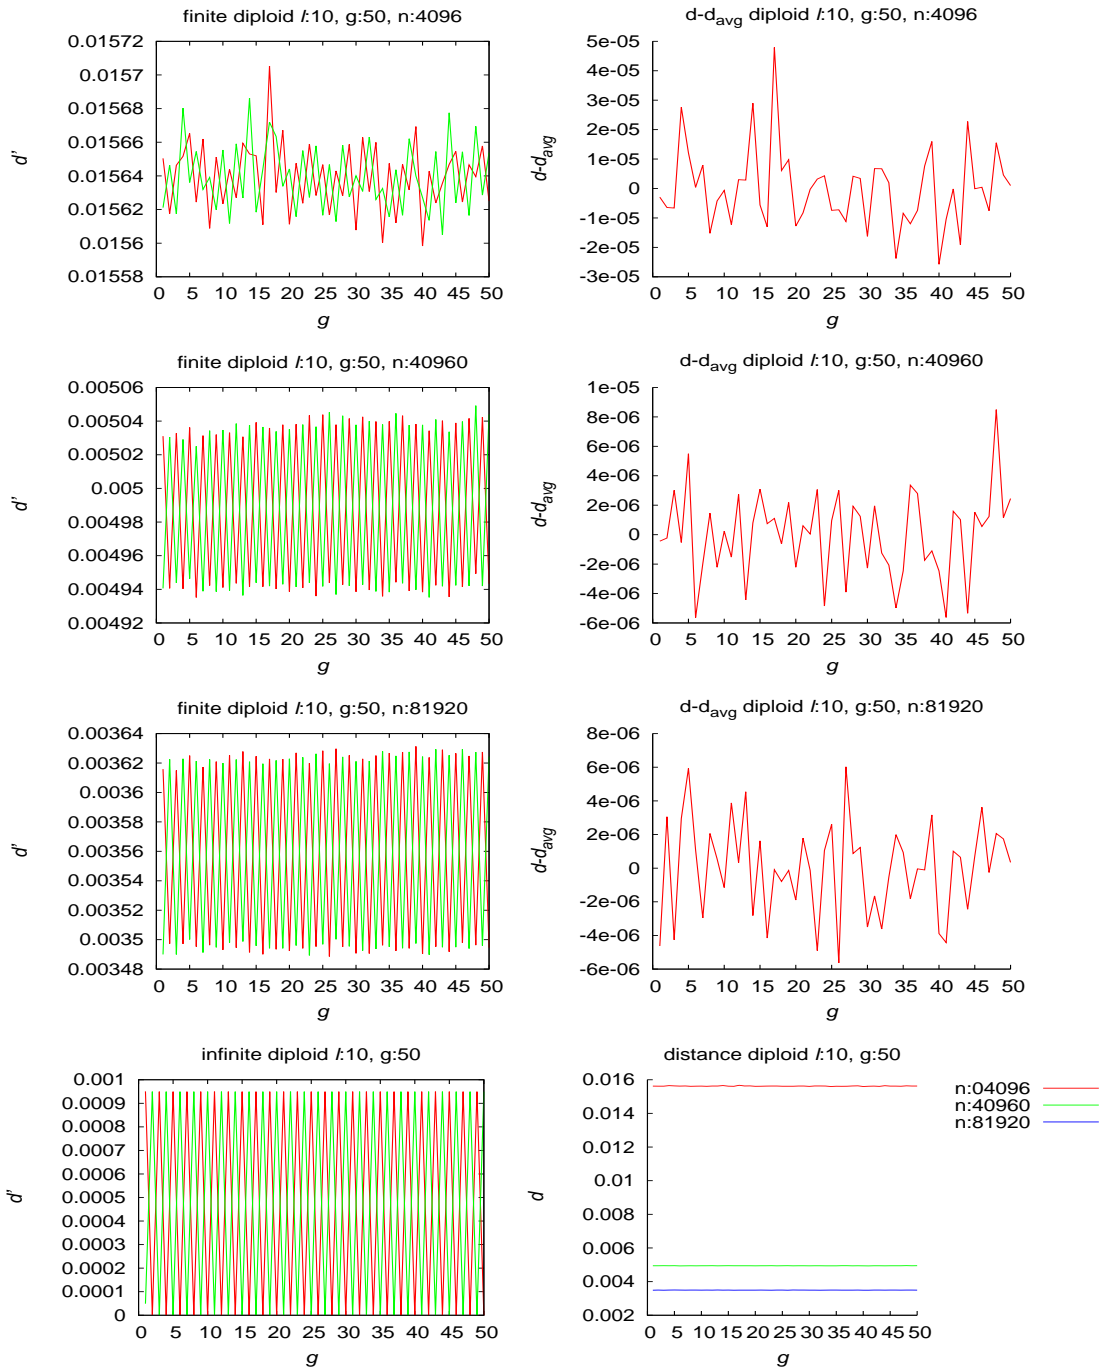 finite diploid l:10, g:50, n:4096
0.01572
0.0157
0.01568
0.01566
0.01564
0.01562
0.0156
0.01558
d'
0 5 10 15 20 25 30 35 40 45 50
g
d-davg diploid l:10, g:50, n:4096
5e-05
4e-05
3e-05
2e-05
1e-05
0
-1e-05
-2e-05
-3e-05
d-davg
0 5 10 15 20 25 30 35 40 45 50
g
finite diploid l:10, g:50, n:40960
0.00506
0.00504
0.00502
0.005
0.00498
0.00496
0.00494
0.00492
d'
0 5 10 15 20 25 30 35 40 45 50
g
d-davg diploid l:10, g:50, n:40960
1e-05
8e-06
6e-06
4e-06
2e-06
0
-2e-06
-4e-06
-6e-06
d-davg
0 5 10 15 20 25 30 35 40 45 50
g
finite diploid l:10, g:50, n:81920
0.00364
0.00362
0.0036
0.00358
0.00356
0.00354
0.00352
0.0035
0.00348
d'
0 5 10 15 20 25 30 35 40 45 50
g
d-davg diploid l:10, g:50, n:81920
8e-06
6e-06
4e-06
2e-06
0
-2e-06
-4e-06
-6e-06
d-davg
0 5 10 15 20 25 30 35 40 45 50
g
infinite diploid l:10, g:50
0.001
0.0009
0.0008
0.0007
0.0006
0.0005
0.0004
0.0003
0.0002
0.0001
0
d'
0 5 10 15 20 25 30 35 40 45 50
g
distance diploid l:10, g:50
0.016
0.014
0.012
0.01
0.008
0.006
0.004
0.002
d
0 5 10 15 20 25 30 35 40 45 50
g
n:04096
n:40960
n:81920